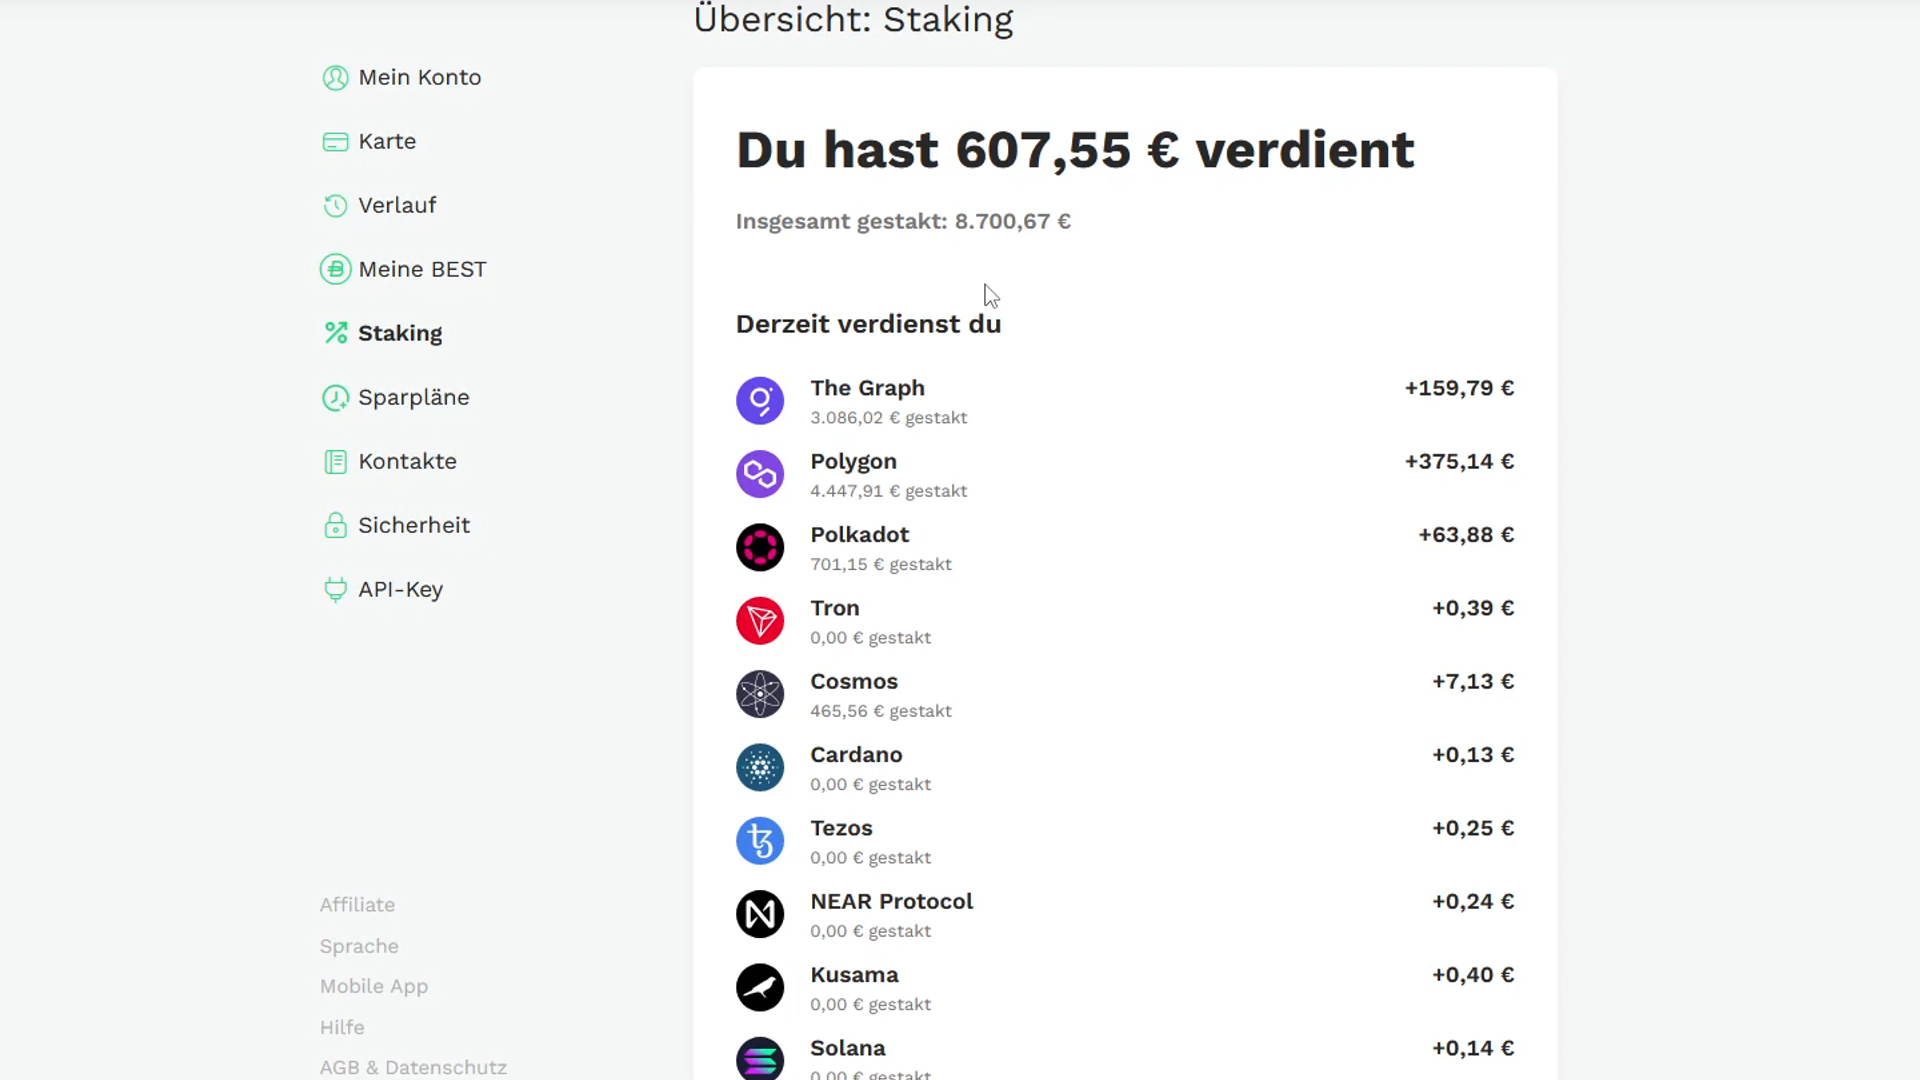 Übersicht: Staking
Mein Konto
Karte
Verlauf
Meine BEST
Staking
Sparpläne
Kontakte
Sicherheit
API-Key
Affiliate
Sprache
Mobile App
Hilfe
AGB & Datenschutz
Du hast 607,55 € verdient
Insgesamt gestakt: 8.700,67 €
Derzeit verdienst du
The Graph +159,79 €
3.086,02 € gestakt
Polygon +375,14 €
4.447,91 € gestakt
Polkadot +63,88 €
701,15 € gestakt
Tron +0,39 €
0,00 € gestakt
Cosmos +7,13 €
465,56 € gestakt
Cardano +0,13 €
0,00 € gestakt
Tezos +0,25 €
0,00 € gestakt
NEAR Protocol +0,24 €
0,00 € gestakt
Kusama +0,40 €
0,00 € gestakt
Solana +0,14 €
0,00 € gestakt